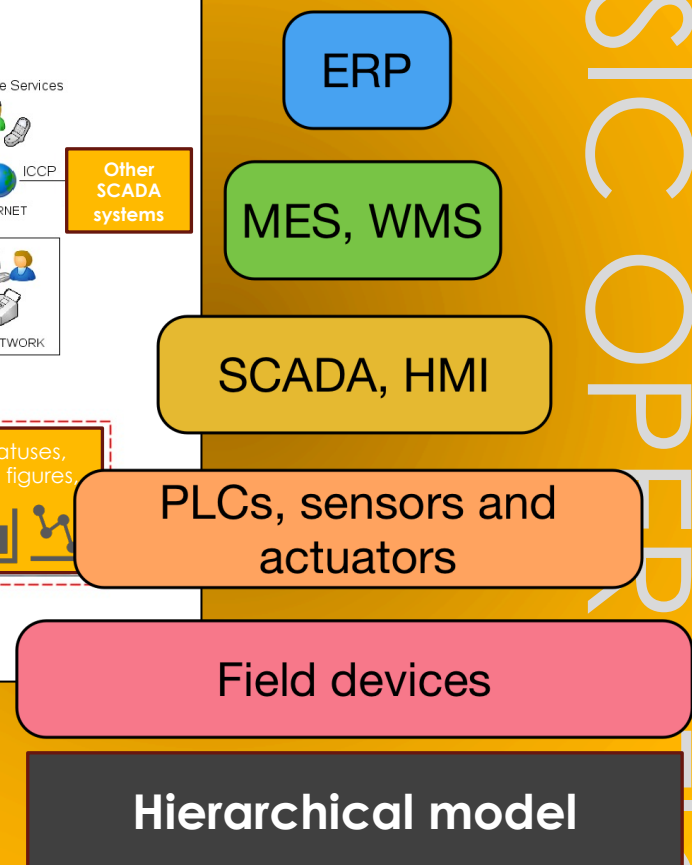 ERP
e Services
ICCP
Other
SCADA
systems
RNET
MES, WMS
TWORK
SCADA, HMI
atuses,
figures,
PLCs, sensors and
actuators
Field devices
Hierarchical model
SIC OPER